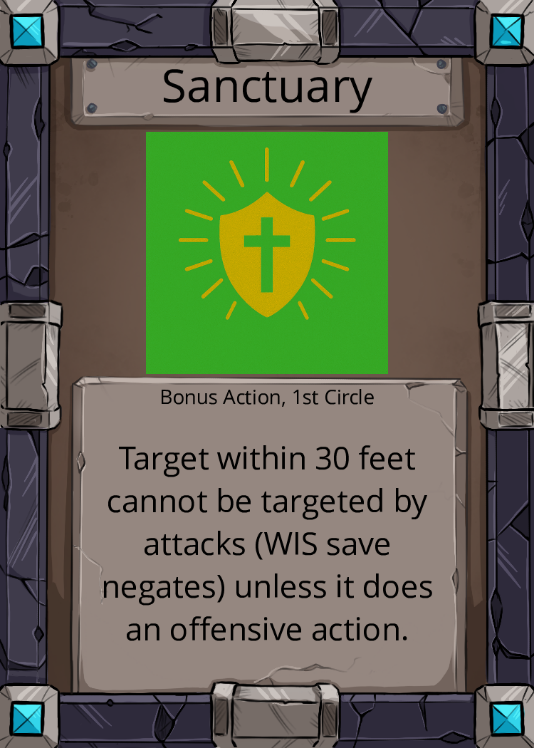 Sanctuary
Bonus Action, 1st Circle
Target within 30 feet
cannot be targeted by
attacks (WIS save
negates) unless it does
an offensive action.